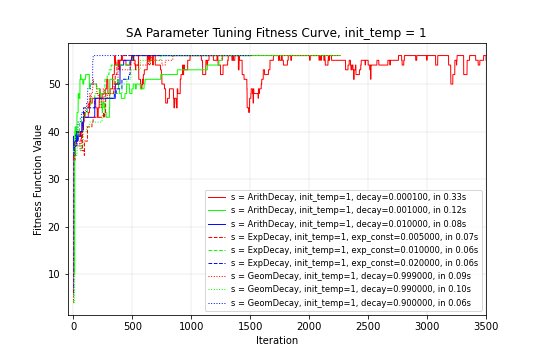 SA Parameter Tuning Fitness Curve, init_temp = 1
Fitness Function Value
50
40
30
20
10
s = ArithDecay, init_temp=1, decay=0.000100, in 0.33s
s = ArithDecay, init_temp=1, decay=0.001000, in 0.12s
s = ArithDecay, init_temp=1, decay=0.010000, in 0.08s
s = ExpDecay, init_temp=1, exp_const=0.005000, in 0.07s
s = ExpDecay, init_temp=1, exp_const=0.010000, in 0.06s
s = ExpDecay, init_temp=1, exp_const=0.020000, in 0.06s
s = GeomDecay, init_temp=1, decay=0.999000, in 0.09s
s = GeomDecay, init_temp=1, decay=0.990000, in 0.10s
s = GeomDecay, init_temp=1, decay=0.900000, in 0.06s
0 500 1000 1500 2000 2500 3000 3500
Iteration